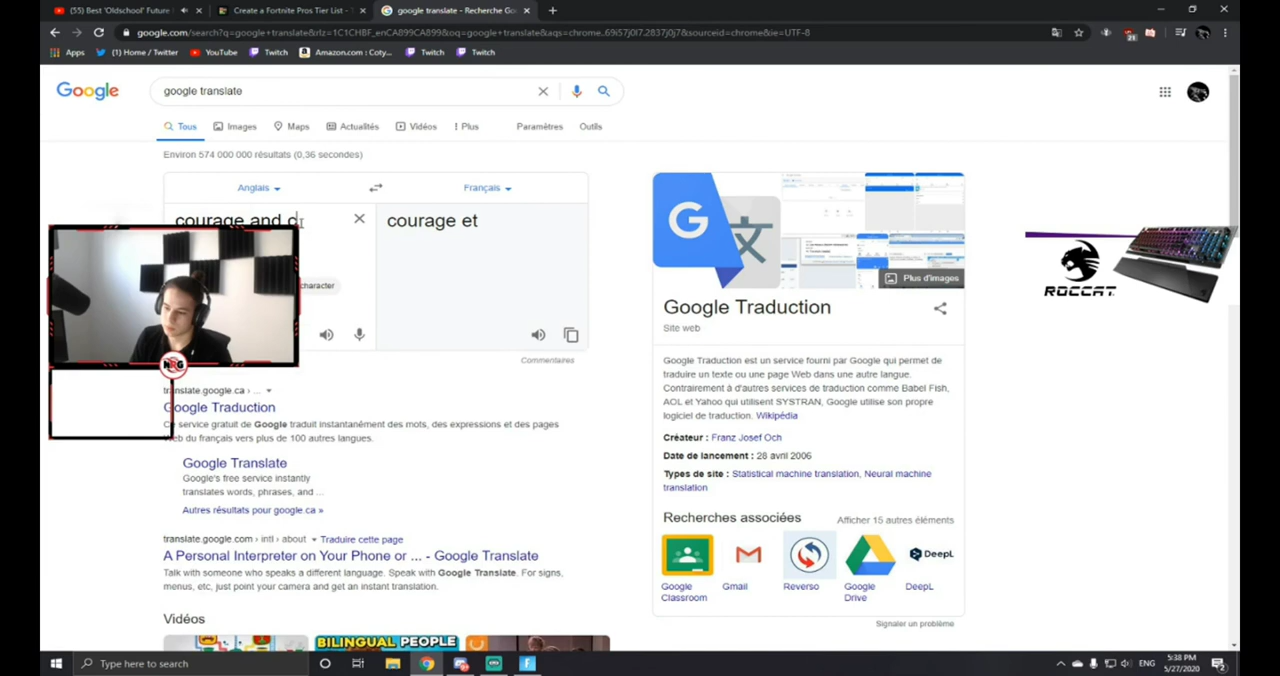 (55) Best 'Oldschool' Future
Create a Fortnite Pros Tier List -
google translate - Recherche Go
google.com/search?q=google+translate&rlz=1C1CHBF_enCA899CA899&oq=google+translate&aqs=chrome..69i57j0l7.2837j0j7&sourceid=chrome&ie=UTF-8
21
Apps (1) Home / Twitter YouTube Twitch Amazon.com : Coty... Twitch Twitch
Google
google translate
Tous Images Maps Actualités Vidéos Plus Paramètres Outils
Environ 574 000 000 résultats (0,36 secondes)
Anglais Français
courage and c
courage et
character
Commentaires
NRG
translate.google.ca › ...
Google Traduction
Ce service gratuit de Google traduit instantanément des mots, des expressions et des pages
Web du français vers plus de 100 autres langues.
Google Translate
Google's free service instantly
translates words, phrases, and ...
Autres résultats pour google.ca »
translate.google.com › intl › about Traduire cette page
A Personal Interpreter on Your Phone or ... - Google Translate
Talk with someone who speaks a different language. Speak with Google Translate. For signs,
menus, etc, just point your camera and get an instant translation.
Vidéos
BILINGUAL PEOPLE
G
文
Plus d'images
Google Traduction
Site web
Google Traduction est un service fourni par Google qui permet de
traduire un texte ou une page Web dans une autre langue.
Contrairement à d'autres services de traduction comme Babel Fish,
AOL et Yahoo qui utilisent SYSTRAN, Google utilise son propre
logiciel de traduction. Wikipédia
Créateur : Franz Josef Och
Date de lancement : 28 avril 2006
Types de site : Statistical machine translation, Neural machine
translation
Recherches associées Afficher 15 autres éléments
DeepL
Google
Classroom
Gmail
Reverso
Google
Drive
DeepL
Signaler un problème
ROCCAT
Type here to search
ENG
5:38 PM
5/27/2020
2